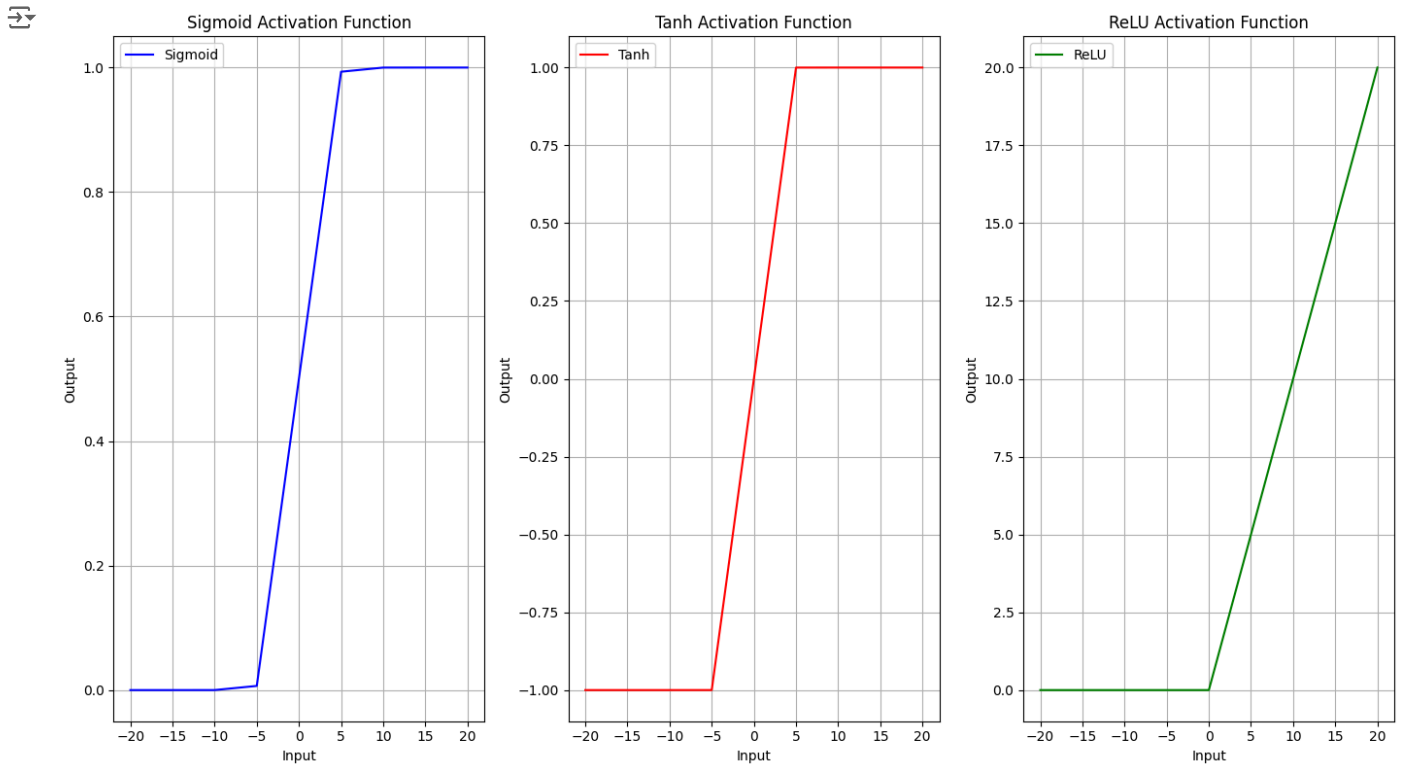 Sigmoid Activation Function
Sigmoid
1.0
0.8
0.6
0.4
0.2
0.0
Output
−20 −15 −10 −5 0 5 10 15 20
Input
Tanh Activation Function
Tanh
1.00
0.75
0.50
0.25
0.00
−0.25
−0.50
−0.75
−1.00
Output
−20 −15 −10 −5 0 5 10 15 20
Input
ReLU Activation Function
ReLU
20.0
17.5
15.0
12.5
10.0
7.5
5.0
2.5
0.0
Output
−20 −15 −10 −5 0 5 10 15 20
Input